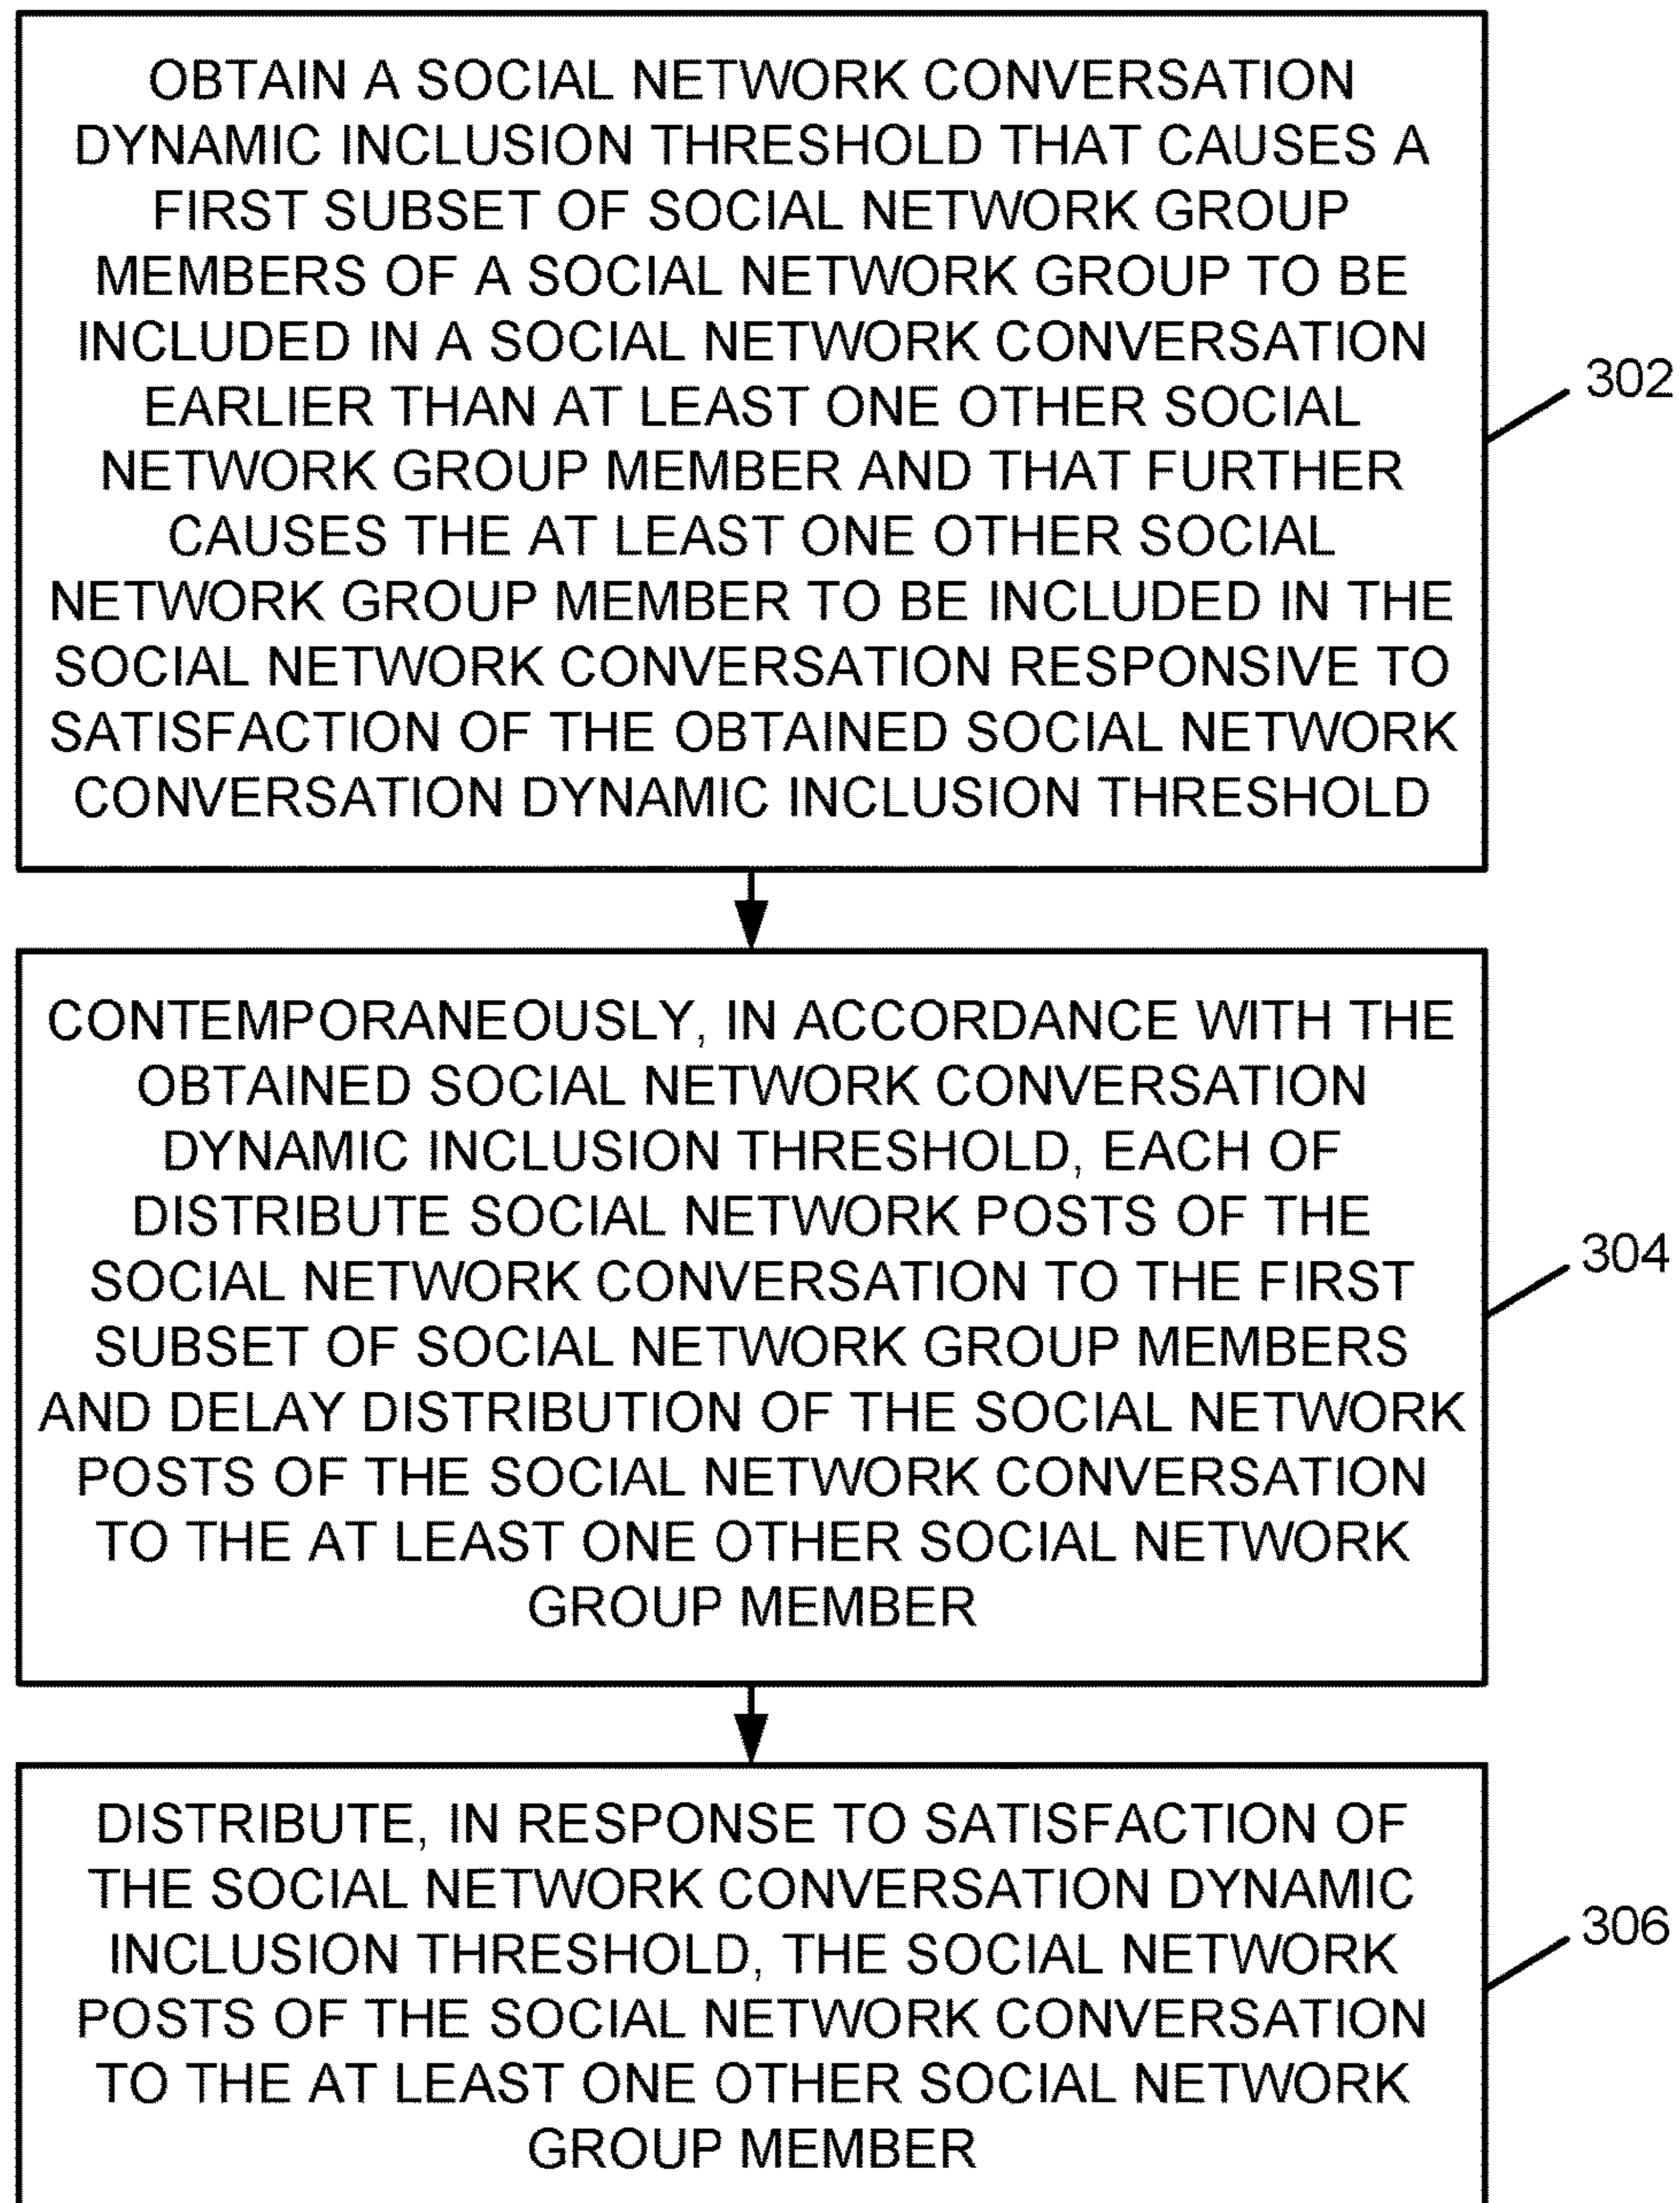 OBTAIN A SOCIAL NETWORK CONVERSATION
DYNAMIC INCLUSION THRESHOLD THAT CAUSES A
FIRST SUBSET OF SOCIAL NETWORK GROUP
MEMBERS OF A SOCIAL NETWORK GROUP TO BE
INCLUDED IN A SOCIAL NETWORK CONVERSATION
EARLIER THAN AT LEAST ONE OTHER SOCIAL
NETWORK GROUP MEMBER AND THAT FURTHER
CAUSES THE AT LEAST ONE OTHER SOCIAL
NETWORK GROUP MEMBER TO BE INCLUDED IN THE
SOCIAL NETWORK CONVERSATION RESPONSIVE TO
SATISFACTION OF THE OBTAINED SOCIAL NETWORK
CONVERSATION DYNAMIC INCLUSION THRESHOLD
302
CONTEMPORANEOUSLY, IN ACCORDANCE WITH THE
OBTAINED SOCIAL NETWORK CONVERSATION
DYNAMIC INCLUSION THRESHOLD, EACH OF
DISTRIBUTE SOCIAL NETWORK POSTS OF THE
SOCIAL NETWORK CONVERSATION TO THE FIRST
SUBSET OF SOCIAL NETWORK GROUP MEMBERS
AND DELAY DISTRIBUTION OF THE SOCIAL NETWORK
POSTS OF THE SOCIAL NETWORK CONVERSATION
TO THE AT LEAST ONE OTHER SOCIAL NETWORK
GROUP MEMBER
304
DISTRIBUTE, IN RESPONSE TO SATISFACTION OF
THE SOCIAL NETWORK CONVERSATION DYNAMIC
INCLUSION THRESHOLD, THE SOCIAL NETWORK
POSTS OF THE SOCIAL NETWORK CONVERSATION
TO THE AT LEAST ONE OTHER SOCIAL NETWORK
GROUP MEMBER
306